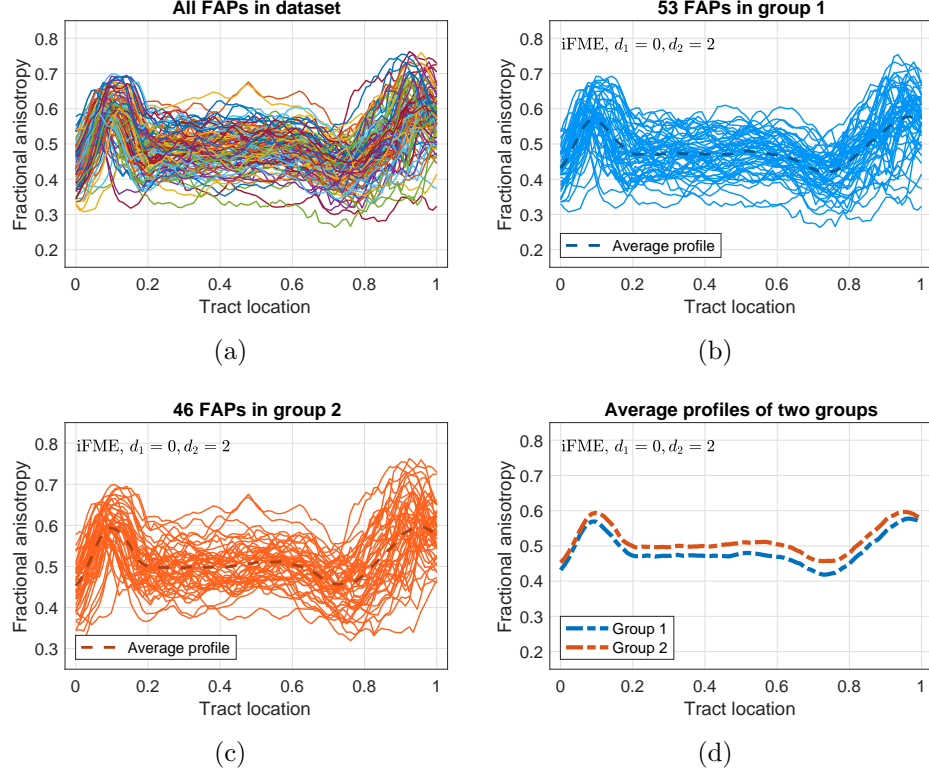 All FAPs in dataset
Fractional anisotropy
0.8
0.7
0.6
0.5
0.4
0.3
0.2
0 0.2 0.4 0.6 0.8 1
Tract location
(a)
53 FAPs in group 1
iFME, d₁ = 0, d₂ = 2
Fractional anisotropy
0.8
0.7
0.6
0.5
0.4
0.3
0.2
Average profile
0 0.2 0.4 0.6 0.8 1
Tract location
(b)
46 FAPs in group 2
iFME, d₁ = 0, d₂ = 2
Fractional anisotropy
0.8
0.7
0.6
0.5
0.4
0.3
Average profile
0 0.2 0.4 0.6 0.8 1
Tract location
(c)
Average profiles of two groups
iFME, d₁ = 0, d₂ = 2
Fractional anisotropy
0.8
0.7
0.6
0.5
0.4
0.3
0.2
Group 1
Group 2
0 0.2 0.4 0.6 0.8 1
Tract location
(d)